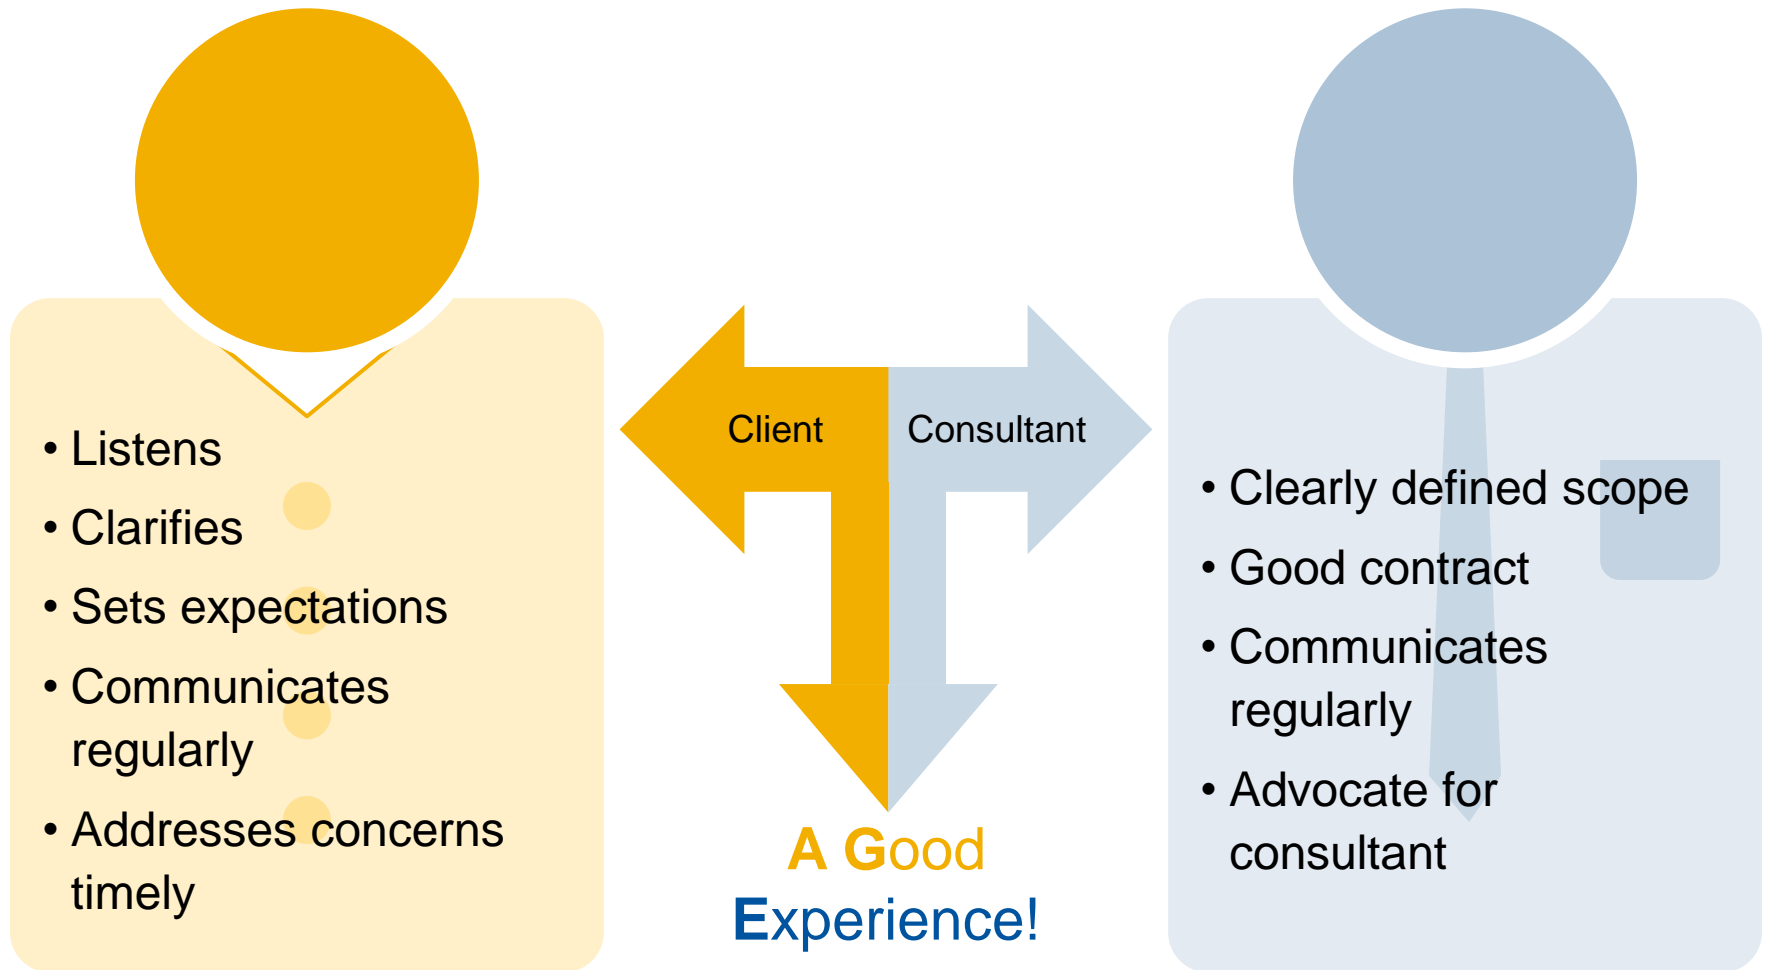 • Listens
• Clarifies
• Sets expectations
• Communicates
regularly
• Addresses concerns
timely
Client
Consultant
A Good
Experience!
• Clearly defined scope
• Good contract
• Communicates
regularly
• Advocate for
consultant